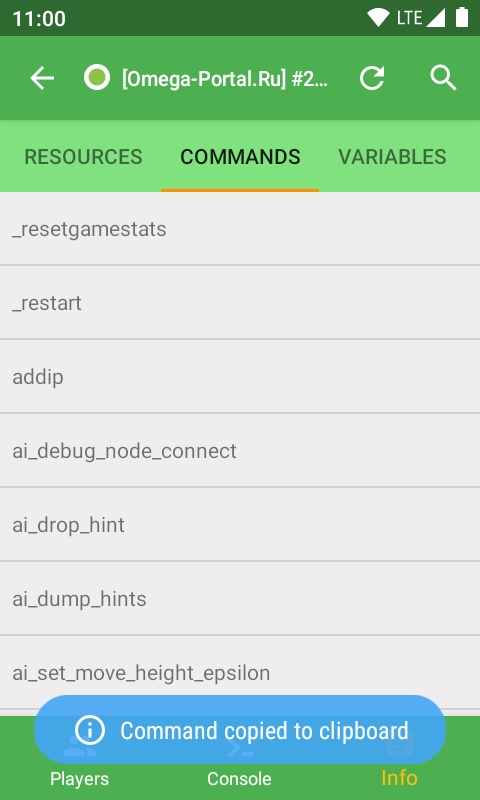 11:00
LTE
[Omega-Portal.Ru] #2...
RESOURCES
COMMANDS
VARIABLES
_resetgamestats
_restart
addip
ai_debug_node_connect
ai_drop_hint
ai_dump_hints
ai_set_move_height_epsilon
Command copied to clipboard
Players
Console
Info